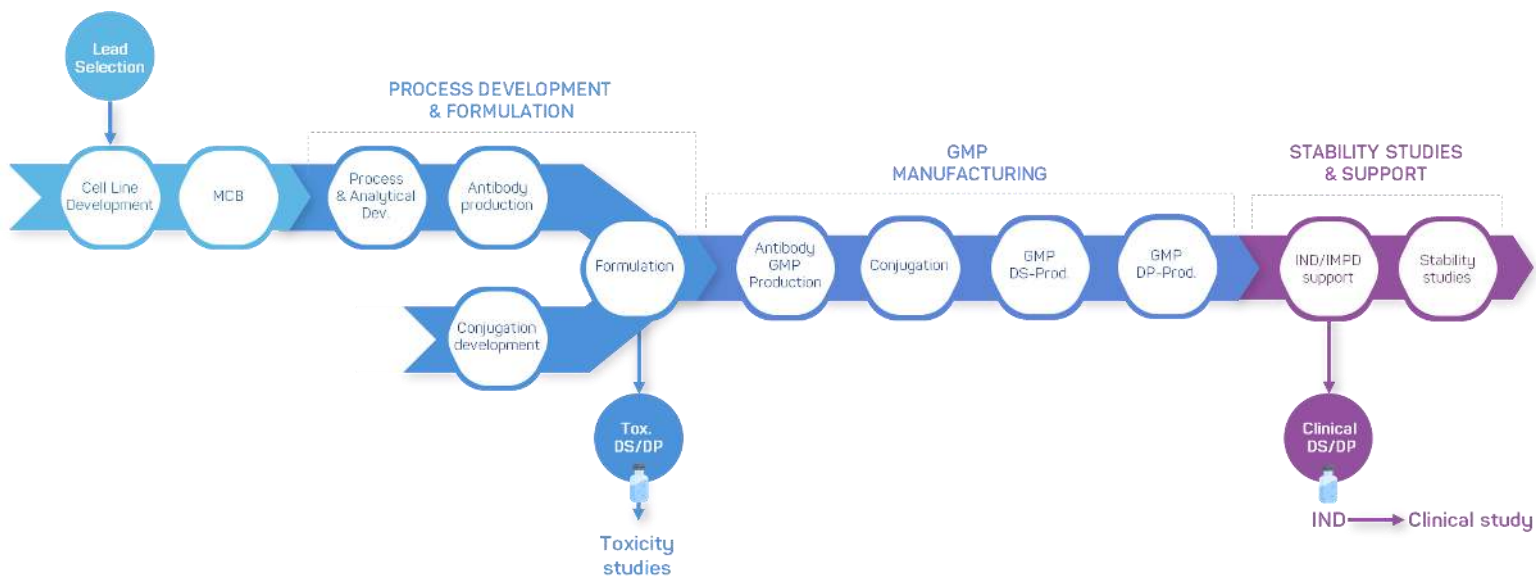 Lead
Selection
PROCESS DEVELOPMENT
& FORMULATION
Cell Line
Development
MCB
Process
& Analytical
Dev.
Antibody
production
Formulation
Conjugation
development
Tox.
DS/DP
Toxicity
studies
GMP
MANUFACTURING
Antibody
GMP
Production
Conjugation
GMP
DS-Prod.
GMP
DP-Prod.
STABILITY STUDIES
& SUPPORT
IND/IMPD
support
Stability
studies
Clinical
DS/DP
IND
Clinical study